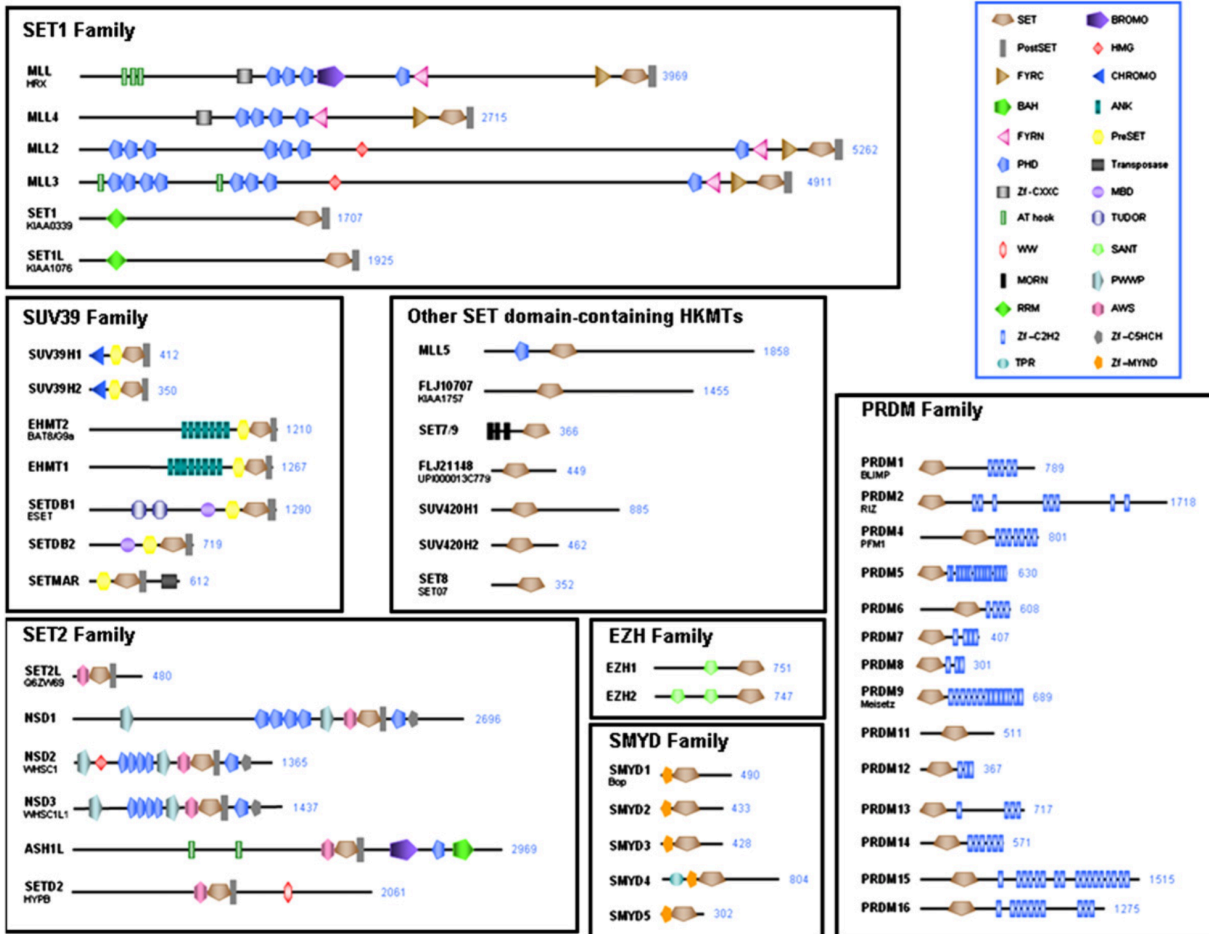 SET1 Family
MLL
HRX
3969
MLL4
2715
MLL2
5262
MLL3
4911
SET1
KIAA0339
1707
SET1L
KIAA1076
1925
SET
BROMO
PostSET
HMG
FYRC
CHROMO
BAH
ANK
FYRN
PreSET
PHD
Transposase
Zf-CXXC
MBD
AT hook
TUDOR
WW
SANT
MORN
PWWP
RRM
AWS
Zf-C2H2
Zf-C5HCH
TPR
Zf-MYND
SUV39 Family
SUV39H1
412
SUV39H2
350
EHMT2
BAT8/G9a
1210
EHMT1
1267
SETDB1
ESET
1290
SETDB2
719
SETMAR
612
Other SET domain-containing HKMTs
MLL5
1858
FLJ10707
KIAA1757
1455
SET7/9
366
FLJ21148
UPI000013C779
449
SUV420H1
885
SUV420H2
462
SET8
SET07
352
PRDM Family
PRDM1
BLIMP
789
PRDM2
RIZ
1718
PRDM4
PFM1
801
PRDM5
630
PRDM6
608
PRDM7
407
PRDM8
301
PRDM9
Meisetz
689
PRDM11
511
PRDM12
367
PRDM13
717
PRDM14
571
PRDM15
1515
PRDM16
1275
SET2 Family
SET2L
Q6ZW69
480
NSD1
2696
NSD2
WHSC1
1365
NSD3
WHSC1L1
1437
ASH1L
2969
SETD2
HYPB
2061
EZH Family
EZH1
751
EZH2
747
SMYD Family
SMYD1
Bop
490
SMYD2
433
SMYD3
428
SMYD4
804
SMYD5
302